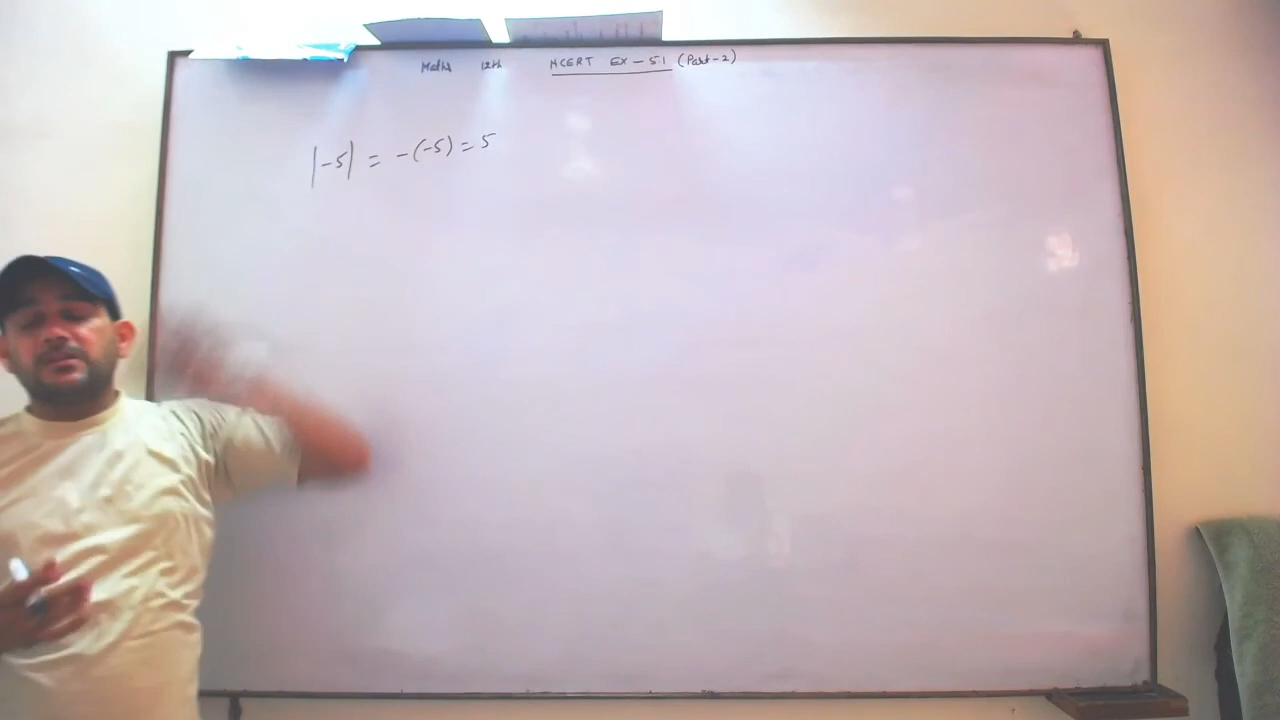 Maths 12th NCERT EX-5.1 (Part-2)
|-5| = -(-5) = 5